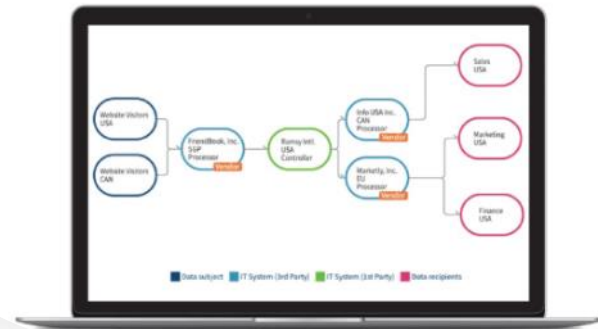 Website Visitors
USA
Website Visitors
CAN
FriendBook, Inc.
SGP
Processor
Vendor
Romsy Intl.
USA
Controller
Info USA Inc.
CAN
Processor
Vendor
Marketly, Inc.
EU
Processor
Vendor
Sales
USA
Marketing
USA
Finance
USA
Data subject
IT System (3rd Party)
IT System (1st Party)
Data recipients